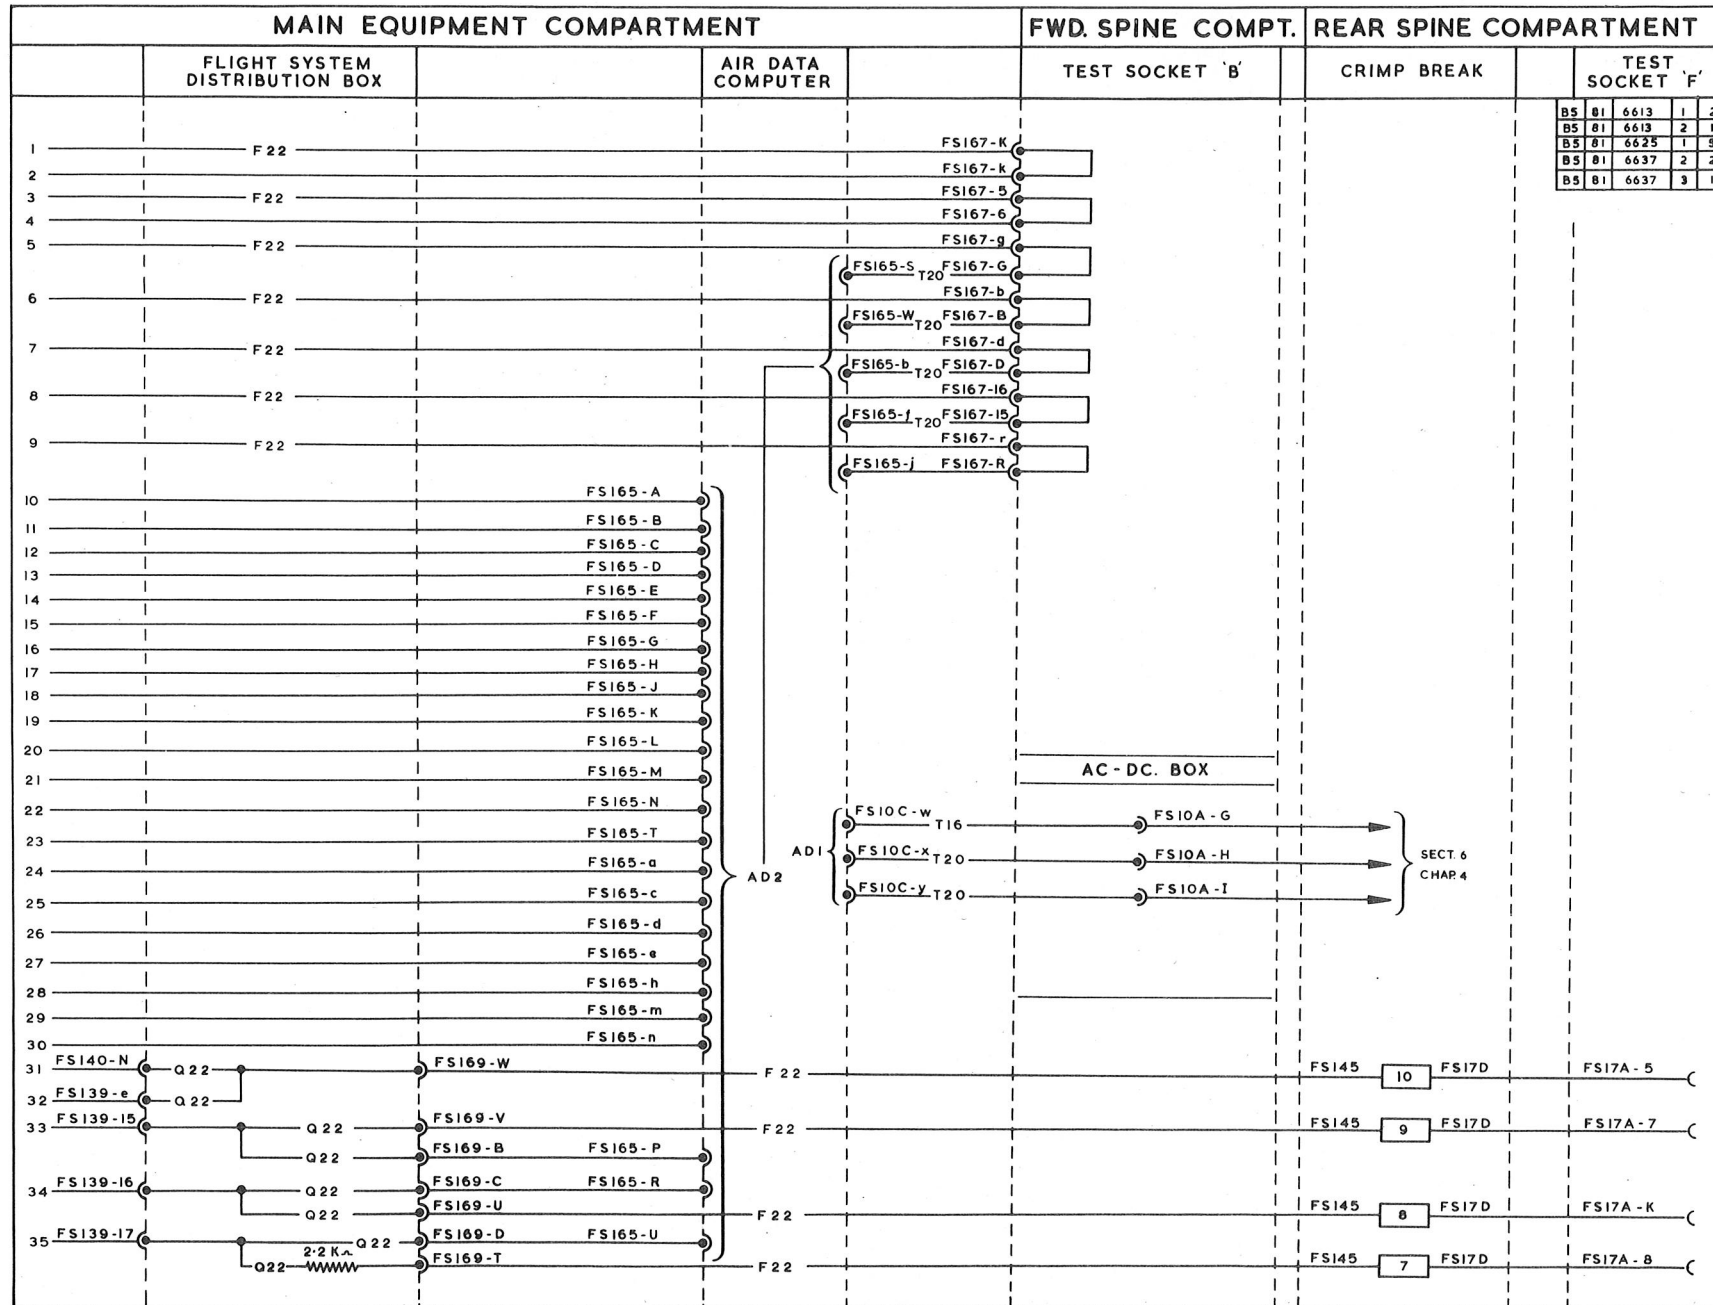 MAIN EQUIPMENT COMPARTMENT FWD. SPINE COMPT. REAR SPINE COMPARTMENT
FLIGHT SYSTEM DISTRIBUTION BOX
AIR DATA COMPUTER
TEST SOCKET 'B'
CRIMP BREAK
TEST SOCKET 'F'
B5 81 6613 1 2
B5 81 6613 2 1
B5 81 6625 1
B5 81 6637 2 2
B5 81 6637 3 1
1 F22 FS167-K
2 FS167-k
3 F22 FS167-5
4 FS167-6
5 F22 FS167-g
FS165-S T20 FS167-G
6 F22 FS167-b
FS165-W T20 FS167-B
7 F22 FS167-d
FS165-b T20 FS167-D
8 F22 FS167-16
FS165-f T20 FS167-15
9 F22 FS167-r
FS165-j FS167-R
10 FS165-A
11 FS165-B
12 FS165-C
13 FS165-D
14 FS165-E
15 FS165-F
16 FS165-G
17 FS165-H
18 FS165-J
19 FS165-K
20 FS165-L
21 FS165-M
AC-DC. BOX
22 FS165-N
FS10C-w T16 FS10A-G
23 FS165-T
AD1 FS10C-x T20 FS10A-H
SECT. 6
CHAP. 4
24 FS165-a
AD2
25 FS165-c
FS10C-y T20 FS10A-I
26 FS165-d
27 FS165-e
28 FS165-h
29 FS165-m
30 FS165-n
31 FS140-N Q22 FS169-W F22 FS145 10 FS17D FS17A-5
32 FS139-e Q22
33 FS139-15 Q22 FS169-V F22 FS145 9 FS17D FS17A-7
Q22 FS169-B FS165-P
34 FS139-16 Q22 FS169-C FS165-R
Q22 FS169-U F22 FS145 8 FS17D FS17A-K
35 FS139-17 Q22 FS169-D FS165-U
Q22 2·2 KΩ FS169-T F22 FS145 7 FS17D FS17A-8